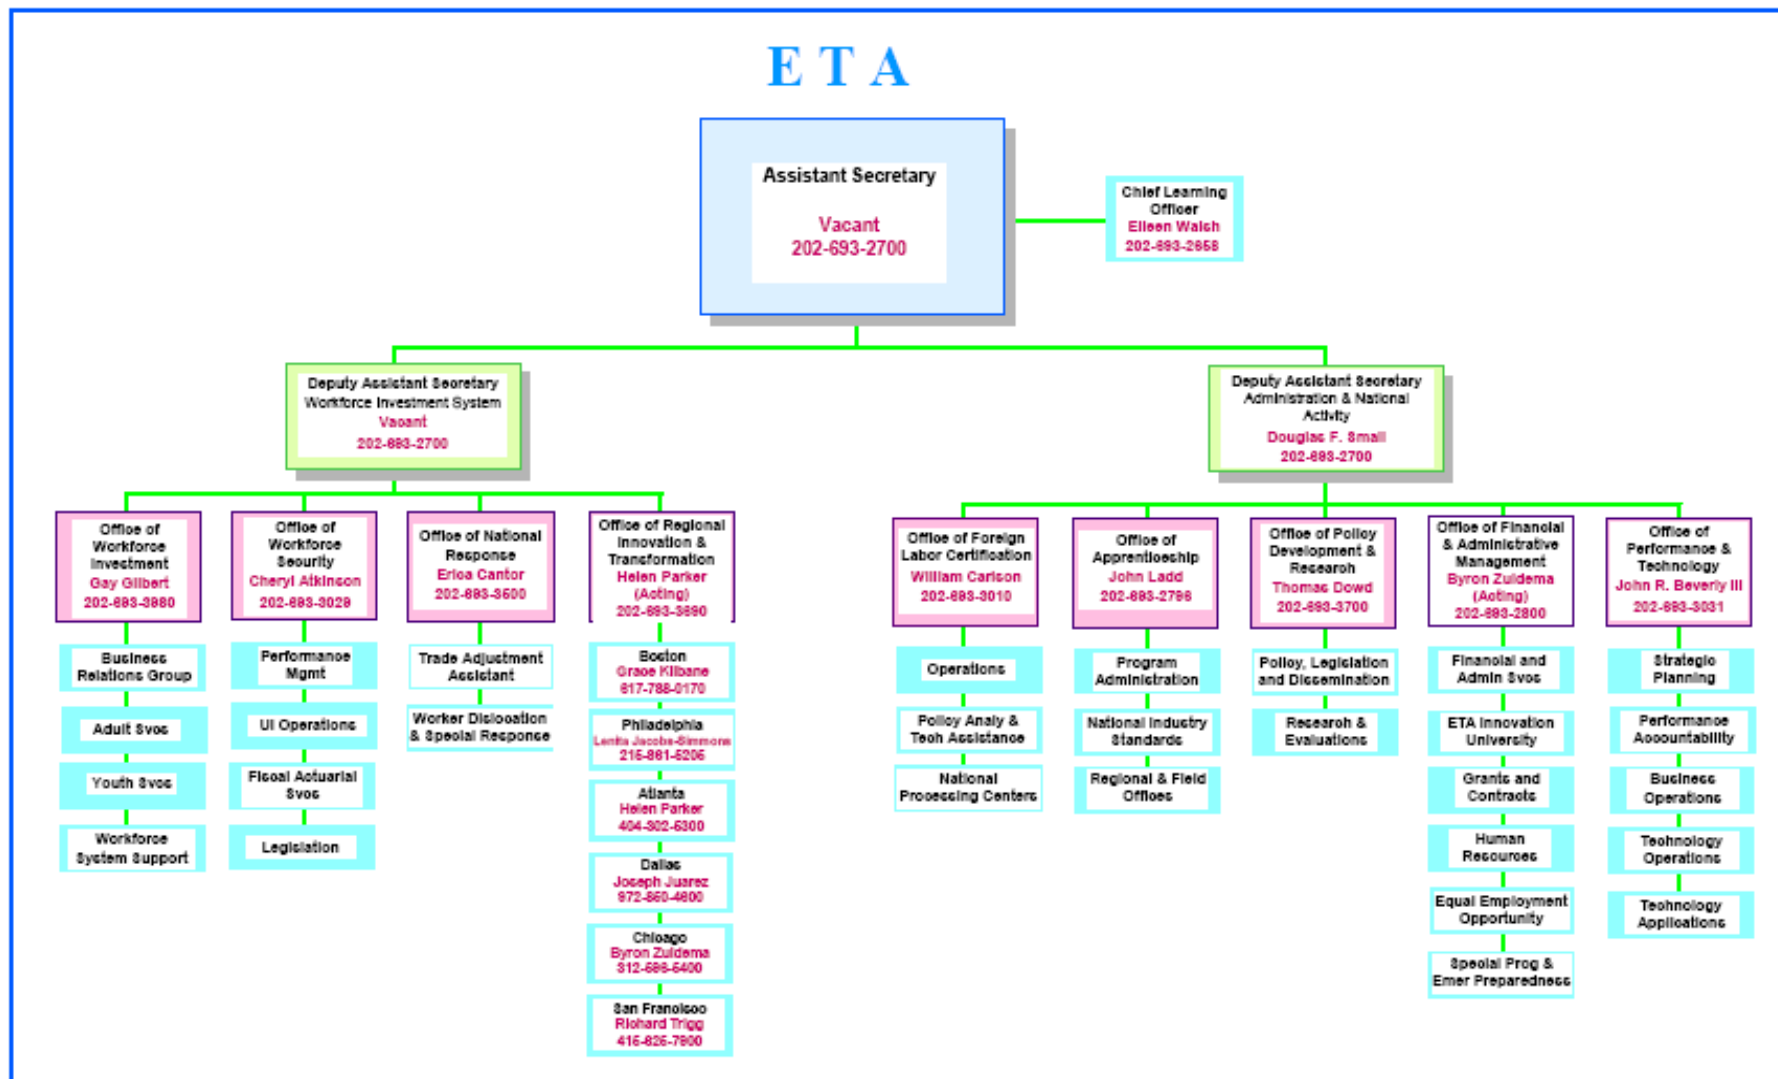 E T A
Assistant Secretary
Vacant
202-693-2700
Chief Learning
Officer
Eileen Walsh
202-693-2658
Deputy Assistant Secretary
Workforce Investment System
Vacant
202-693-2700
Deputy Assistant Secretary
Administration & National
Activity
Douglas F. Small
202-693-2700
Office of
Workforce
Investment
Gay Gilbert
202-693-3980
Office of
Workforce
Security
Cheryl Atkinson
202-693-3029
Office of National
Response
Erica Cantor
202-693-3500
Office of Regional
Innovation &
Transformation
Helen Parker
(Acting)
202-693-3690
Office of Foreign
Labor Certification
William Carlson
202-693-3010
Office of
Apprenticeship
John Ladd
202-693-2796
Office of Policy
Development &
Research
Thomas Dowd
202-693-3700
Office of Financial
& Administrative
Management
Byron Zuidema
(Acting)
202-693-2800
Office of
Performance &
Technology
John R. Beverly III
202-693-3031
Business
Relations Group
Adult Svcs
Youth Svcs
Workforce
System Support
Performance
Mgmt
UI Operations
Fiscal Actuarial
Svcs
Legislation
Trade Adjustment
Assistant
Worker Dislocation
& Special Response
Boston
Grace Kilbane
617-788-0170
Philadelphia
Lenita Jacobs-Simmons
215-861-5205
Atlanta
Helen Parker
404-302-5300
Dallas
Joseph Juarez
972-850-4600
Chicago
Byron Zuidema
312-596-5400
San Francisco
Richard Trigg
415-625-7900
Operations
Policy Analy &
Tech Assistance
National
Processing Centers
Program
Administration
National Industry
Standards
Regional & Field
Offices
Policy, Legislation
and Dissemination
Research &
Evaluations
Financial and
Admin Svcs
ETA Innovation
University
Grants and
Contracts
Human
Resources
Equal Employment
Opportunity
Special Prog &
Emer Preparedness
Strategic
Planning
Performance
Accountability
Business
Operations
Technology
Operations
Technology
Applications